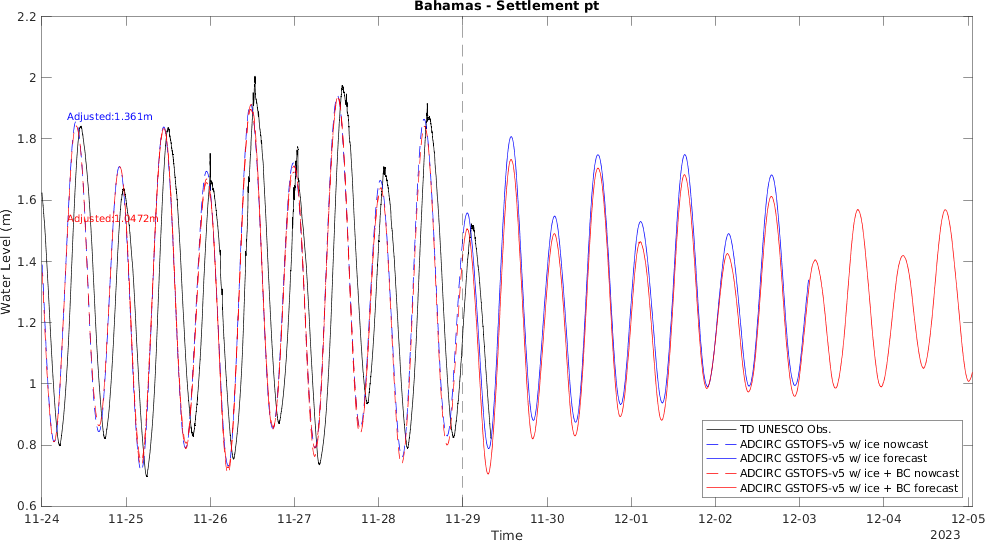 Bahamas - Settlement pt
2.2
2
1.8
1.6
1.4
1.2
1
0.8
0.6
Water Level (m)
Adjusted:1.361m
Adjusted:1.0472m
TD UNESCO Obs.
ADCIRC GSTOFS-v5 w/ ice nowcast
ADCIRC GSTOFS-v5 w/ ice forecast
ADCIRC GSTOFS-v5 w/ ice + BC nowcast
ADCIRC GSTOFS-v5 w/ ice + BC forecast
11-24 11-25 11-26 11-27 11-28 11-29 11-30 12-01 12-02 12-03 12-04 12-05
Time
2023